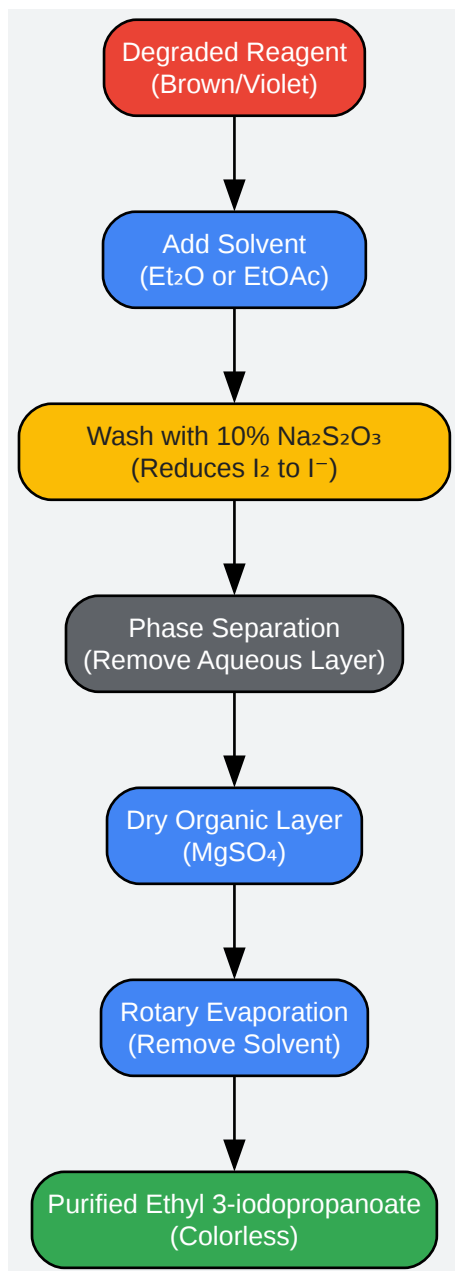 Degraded Reagent
(Brown/Violet)
Add Solvent
(Et₂O or EtOAc)
Wash with 10% Na₂S₂O₃
(Reduces I₂ to I⁻)
Phase Separation
(Remove Aqueous Layer)
Dry Organic Layer
(MgSO₄)
Rotary Evaporation
(Remove Solvent)
Purified Ethyl 3-iodopropanoate
(Colorless)